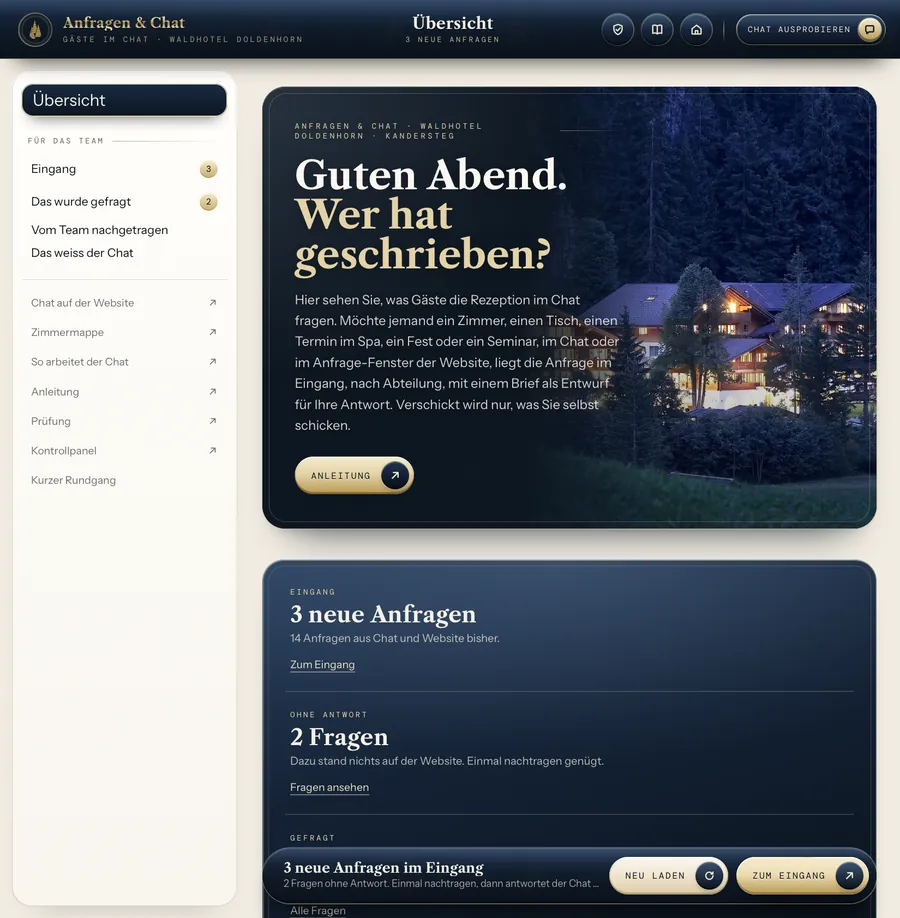 Anfragen & Chat
GÄSTE IM CHAT · WALDHOTEL DOLDENHORN
Übersicht
3 NEUE ANFRAGEN
CHAT AUSPROBIEREN
Übersicht
FÜR DAS TEAM
Eingang
3
Das wurde gefragt
2
Vom Team nachgetragen
Das weiss der Chat
Chat auf der Website
Zimmermappe
So arbeitet der Chat
Anleitung
Prüfung
Kontrollpanel
Kurzer Rundgang
ANFRAGEN & CHAT · WALDHOTEL
DOLDENHORN · KANDERSTEG
Guten Abend.
Wer hat
geschrieben?
Hier sehen Sie, was Gäste die Rezeption im Chat
fragen. Möchte jemand ein Zimmer, einen Tisch, einen
Termin im Spa, ein Fest oder ein Seminar, im Chat oder
im Anfrage-Fenster der Website, liegt die Anfrage im
Eingang, nach Abteilung, mit einem Brief als Entwurf
für Ihre Antwort. Verschickt wird nur, was Sie selbst
schicken.
ANLEITUNG
EINGANG
3 neue Anfragen
14 Anfragen aus Chat und Website bisher.
Zum Eingang
OHNE ANTWORT
2 Fragen
Dazu stand nichts auf der Website. Einmal nachtragen genügt.
Fragen ansehen
GEFRAGT
3 neue Anfragen im Eingang
2 Fragen ohne Antwort. Einmal nachtragen, dann antwortet der Chat ...
NEU LADEN
ZUM EINGANG
Alle Fragen